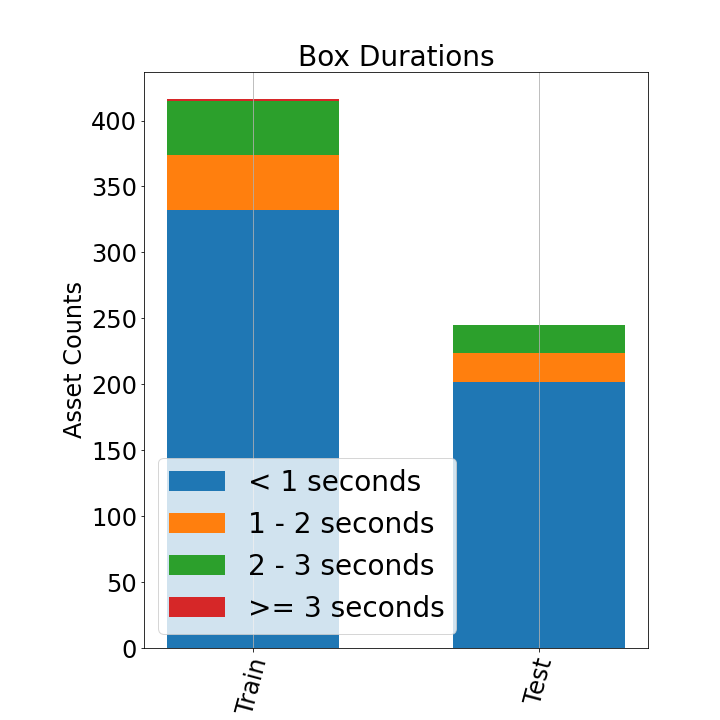 Box Durations
Asset Counts
400
350
300
250
200
150
100
50
0
< 1 seconds
1 - 2 seconds
2 - 3 seconds
>= 3 seconds
Train
Test